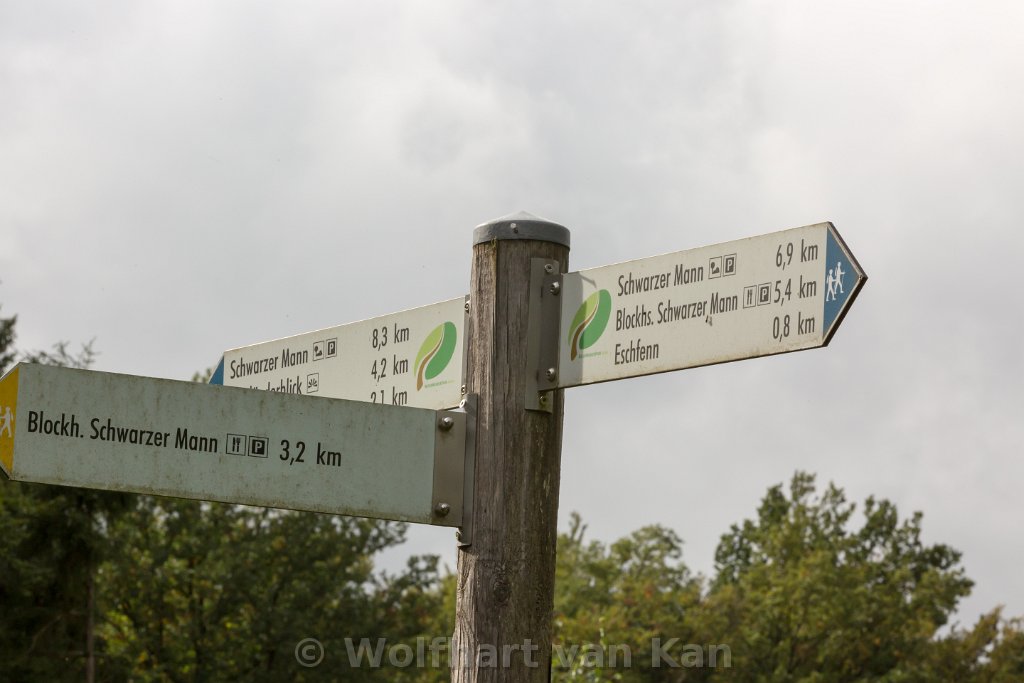 Schwarzer Mann 6,9 km
Blockhs. Schwarzer Mann 5,4 km
Eschfenn 0,8 km
Schwarzer Mann 8,3 km
4,2 km
2,1 km
Blockh. Schwarzer Mann 3,2 km
© Wolfhart van Kan